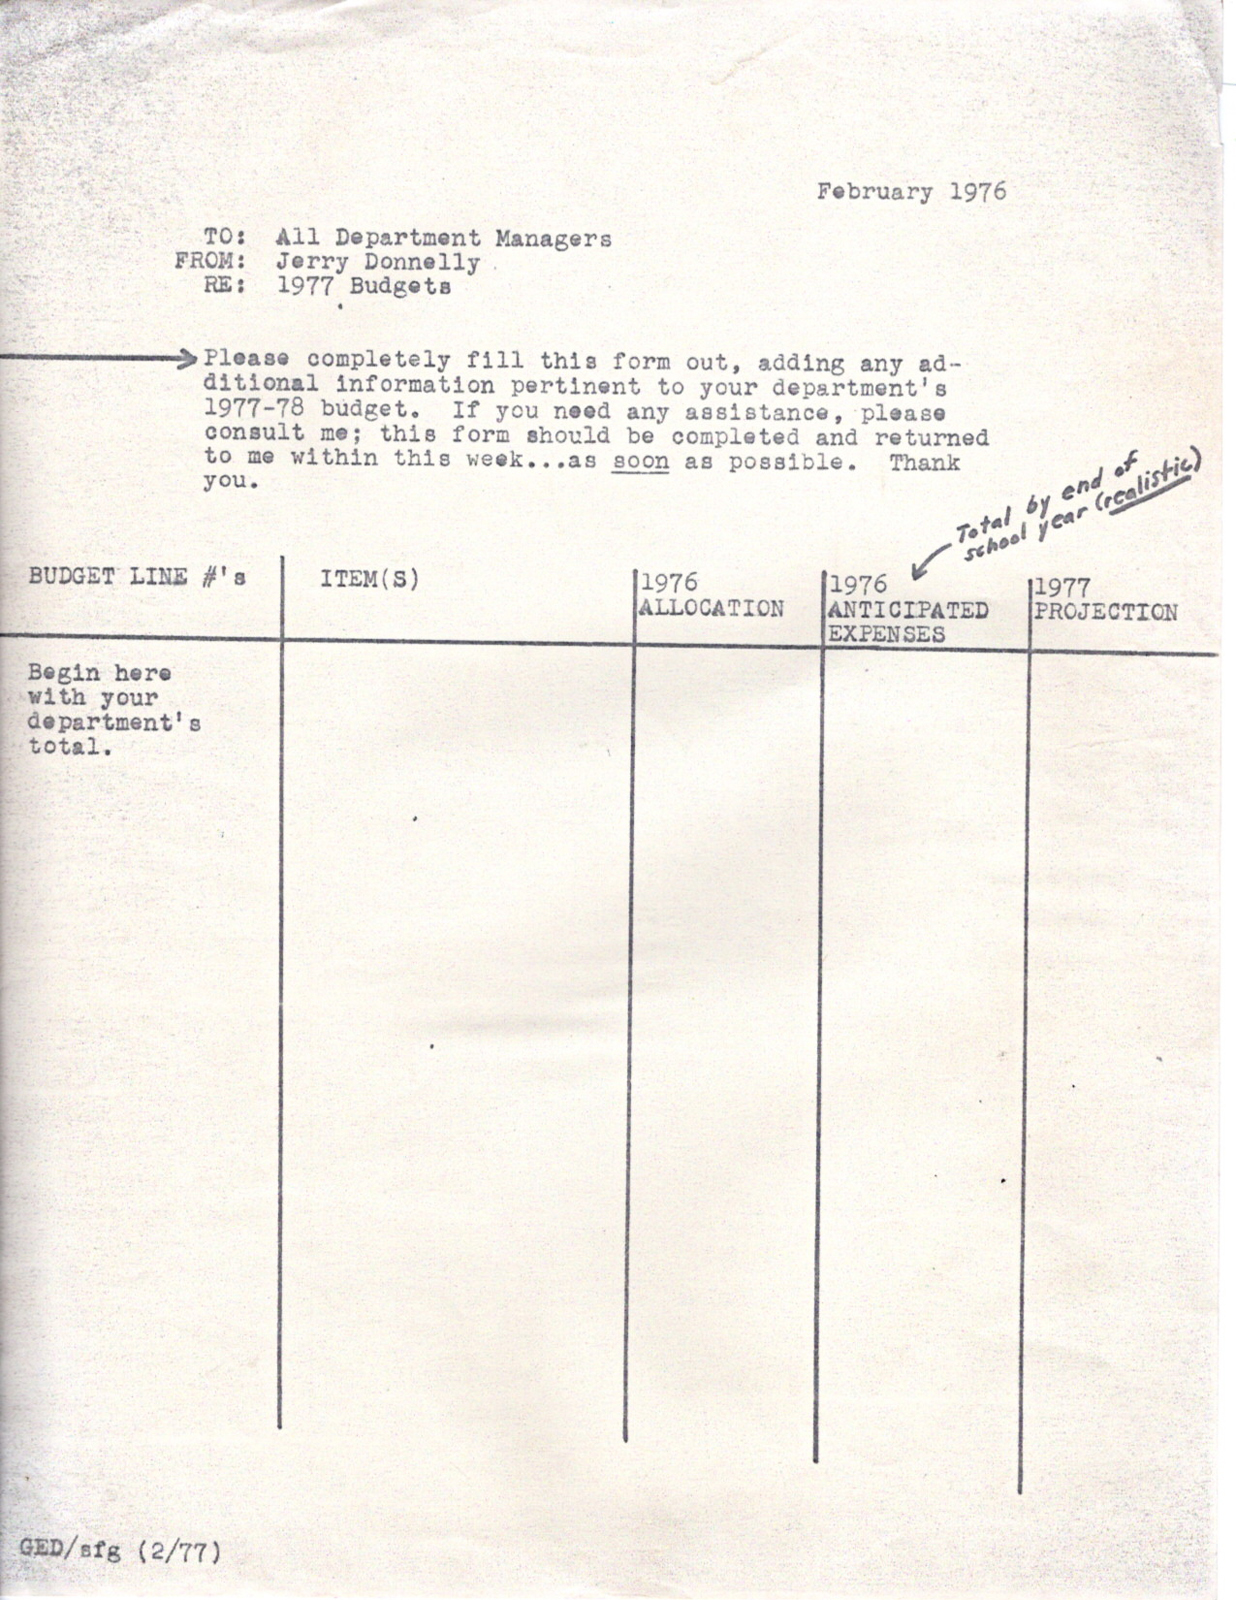 February 1976
TO: All Department Managers
FROM: Jerry Donnelly
RE: 1977 Budgets
Please completely fill this form out, adding any ad-
ditional information pertinent to your department's
1977-78 budget. If you need any assistance, please
consult me; this form should be completed and returned
to me within this week...as soon as possible. Thank
you.
Total by end of
school year (realistic)
BUDGET LINE #'s ITEM(S) 1976 1976 1977
ALLOCATION ANTICIPATED PROJECTION
EXPENSES
Begin here
with your
department's
total.
GED/sfg (2/77)